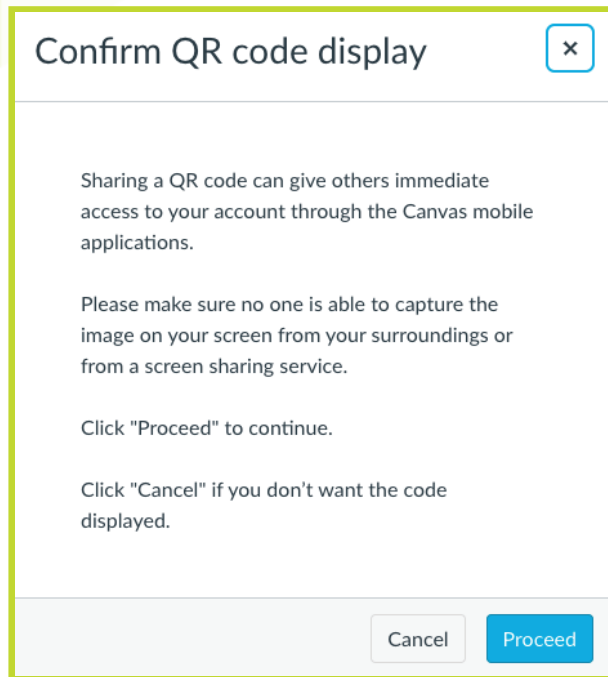 Confirm QR code display
×
Sharing a QR code can give others immediate
access to your account through the Canvas mobile
applications.
Please make sure no one is able to capture the
image on your screen from your surroundings or
from a screen sharing service.
Click "Proceed" to continue.
Click "Cancel" if you don’t want the code
displayed.
Cancel Proceed